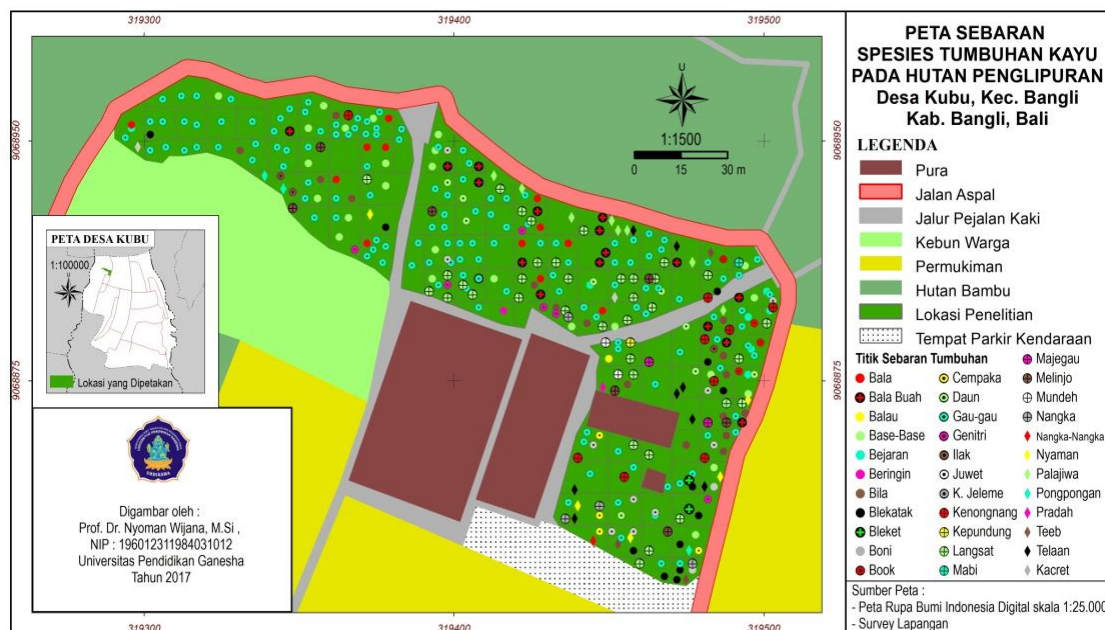 319300
319400
319500
9068950
9068875
9068950
9068875
319300
319400
319500
U
1:1500
0 15 30 m
PETA DESA KUBU
1:100000
Lokasi yang Dipetakan
UNDIKSHA
Digambar oleh :
Prof. Dr. Nyoman Wijana, M.Si ,
NIP : 196012311984031012
Universitas Pendidikan Ganesha
Tahun 2017
PETA SEBARAN
SPESIES TUMBUHAN KAYU
PADA HUTAN PENGLIPURAN
Desa Kubu, Kec. Bangli
Kab. Bangli, Bali
LEGENDA
Pura
Jalan Aspal
Jalur Pejalan Kaki
Kebun Warga
Permukiman
Hutan Bambu
Lokasi Penelitian
Tempat Parkir Kendaraan
Titik Sebaran Tumbuhan
Bala
Bala Buah
Balau
Base-Base
Bejaran
Beringin
Bila
Blekatak
Bleket
Boni
Book
Cempaka
Daun
Gau-gau
Genitri
Ilak
Juwet
K. Jeleme
Kenongnang
Kepundung
Langsat
Mabi
Majegau
Melinjo
Mundeh
Nangka
Nangka-Nangka
Nyaman
Palajiwa
Pongpongan
Pradah
Teeb
Telaan
Kacret
Sumber Peta :
- Peta Rupa Bumi Indonesia Digital skala 1:25.000
- Survey Lapangan